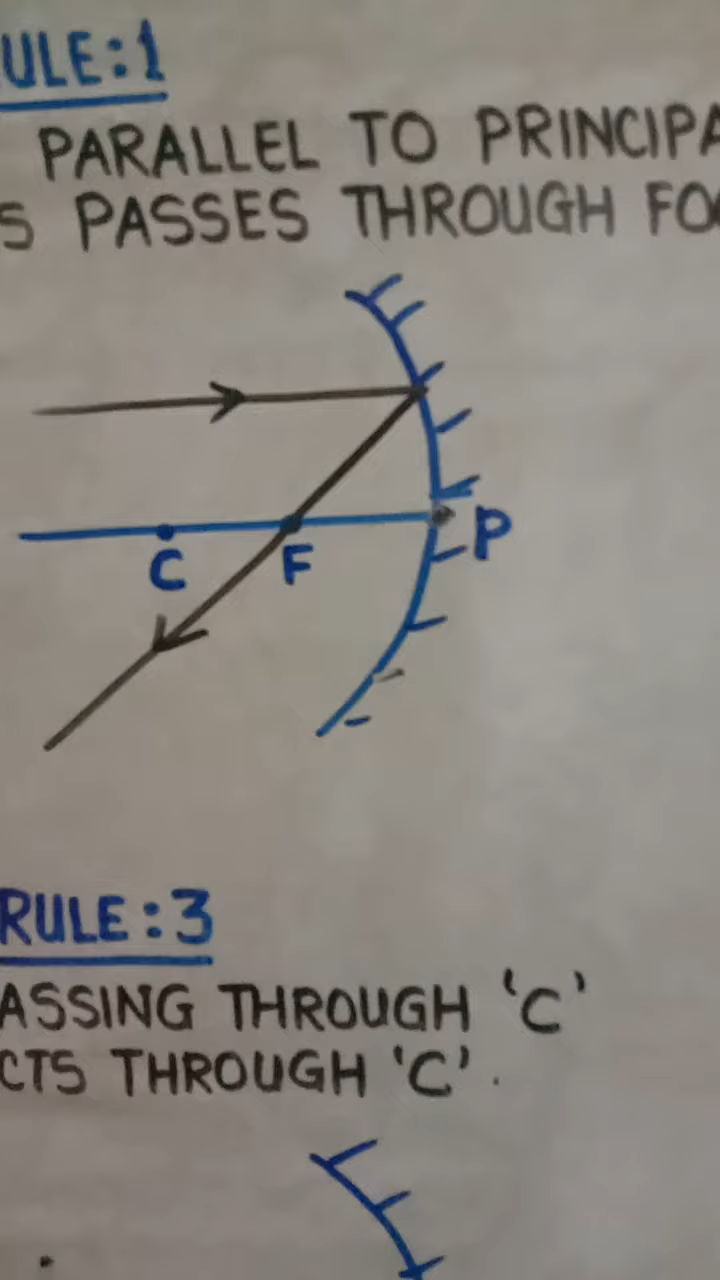 ULE:1
PARALLEL TO PRINCIPA
S PASSES THROUGH FO
C
F
P
RULE:3
ASSING THROUGH 'C'
CTS THROUGH 'C'.